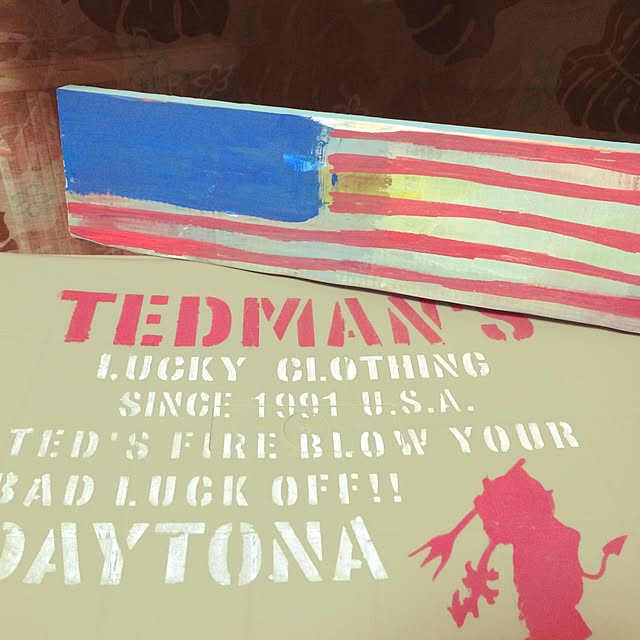 TEDMAN'S
LUCKY CLOTHING
SINCE 1991 U.S.A.
TED'S FIRE BLOW YOUR
BAD LUCK OFF!!
DAYTONA